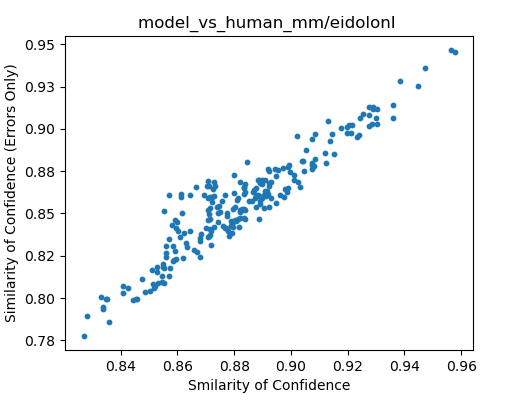 model_vs_human_mm/eidolonI
0.95
0.93
0.90
0.88
0.85
0.82
0.80
0.78
Similarity of Confidence (Errors Only)
0.84 0.86 0.88 0.90 0.92 0.94 0.96
Smilarity of Confidence